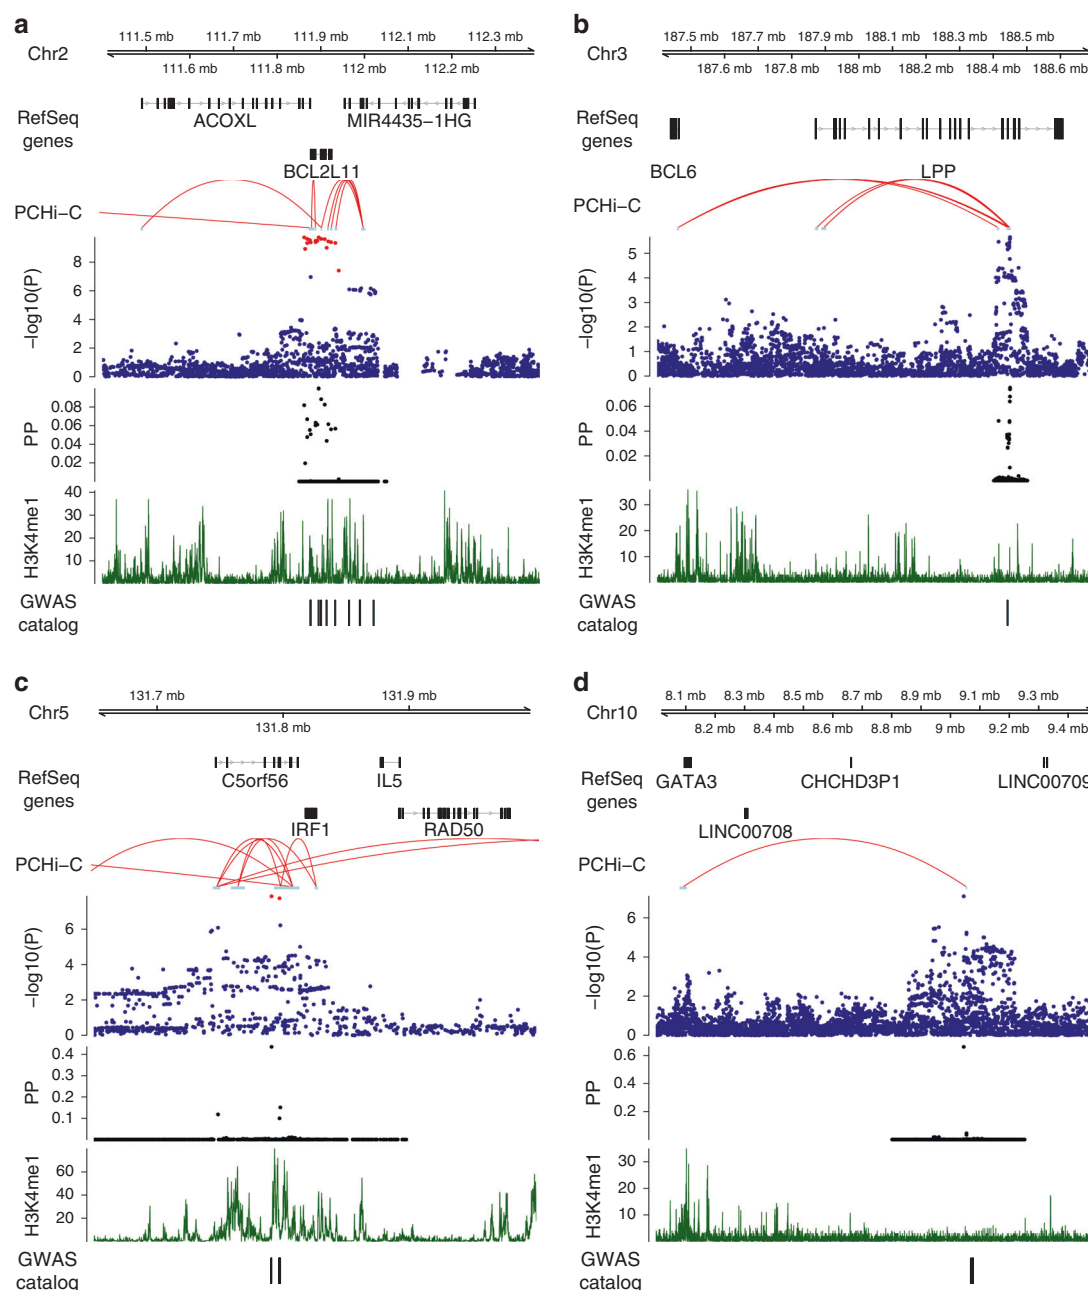 a
Chr2
111.5 mb 111.7 mb 111.9 mb 112.1 mb 112.3 mb
111.6 mb 111.8 mb 112 mb 112.2 mb
RefSeq
genes
ACOXL MIR4435−1HG
BCL2L11
PCHi−C
−log10(P)
8
6
4
2
0
PP
0.08
0.06
0.04
0.02
H3K4me1
40
30
20
10
GWAS
catalog
b
Chr3
187.5 mb 187.7 mb 187.9 mb 188.1 mb 188.3 mb 188.5 mb
187.6 mb 187.8 mb 188 mb 188.2 mb 188.4 mb 188.6 mb
RefSeq
genes
BCL6 LPP
PCHi−C
−log10(P)
5
4
3
2
1
0
PP
0.06
0.04
0.02
H3K4me1
30
20
10
GWAS
catalog
c
Chr5
131.7 mb 131.9 mb
131.8 mb
RefSeq
genes
C5orf56 IL5
IRF1 RAD50
PCHi−C
−log10(P)
6
4
2
0
PP
0.4
0.3
0.2
0.1
H3K4me1
60
40
20
GWAS
catalog
d
Chr10
8.1 mb 8.3 mb 8.5 mb 8.7 mb 8.9 mb 9.1 mb 9.3 mb
8.2 mb 8.4 mb 8.6 mb 8.8 mb 9 mb 9.2 mb 9.4 mb
RefSeq
genes
GATA3 CHCHD3P1 LINC00709
LINC00708
PCHi−C
−log10(P)
6
4
2
0
PP
0.6
0.4
0.2
H3K4me1
30
20
10
GWAS
catalog